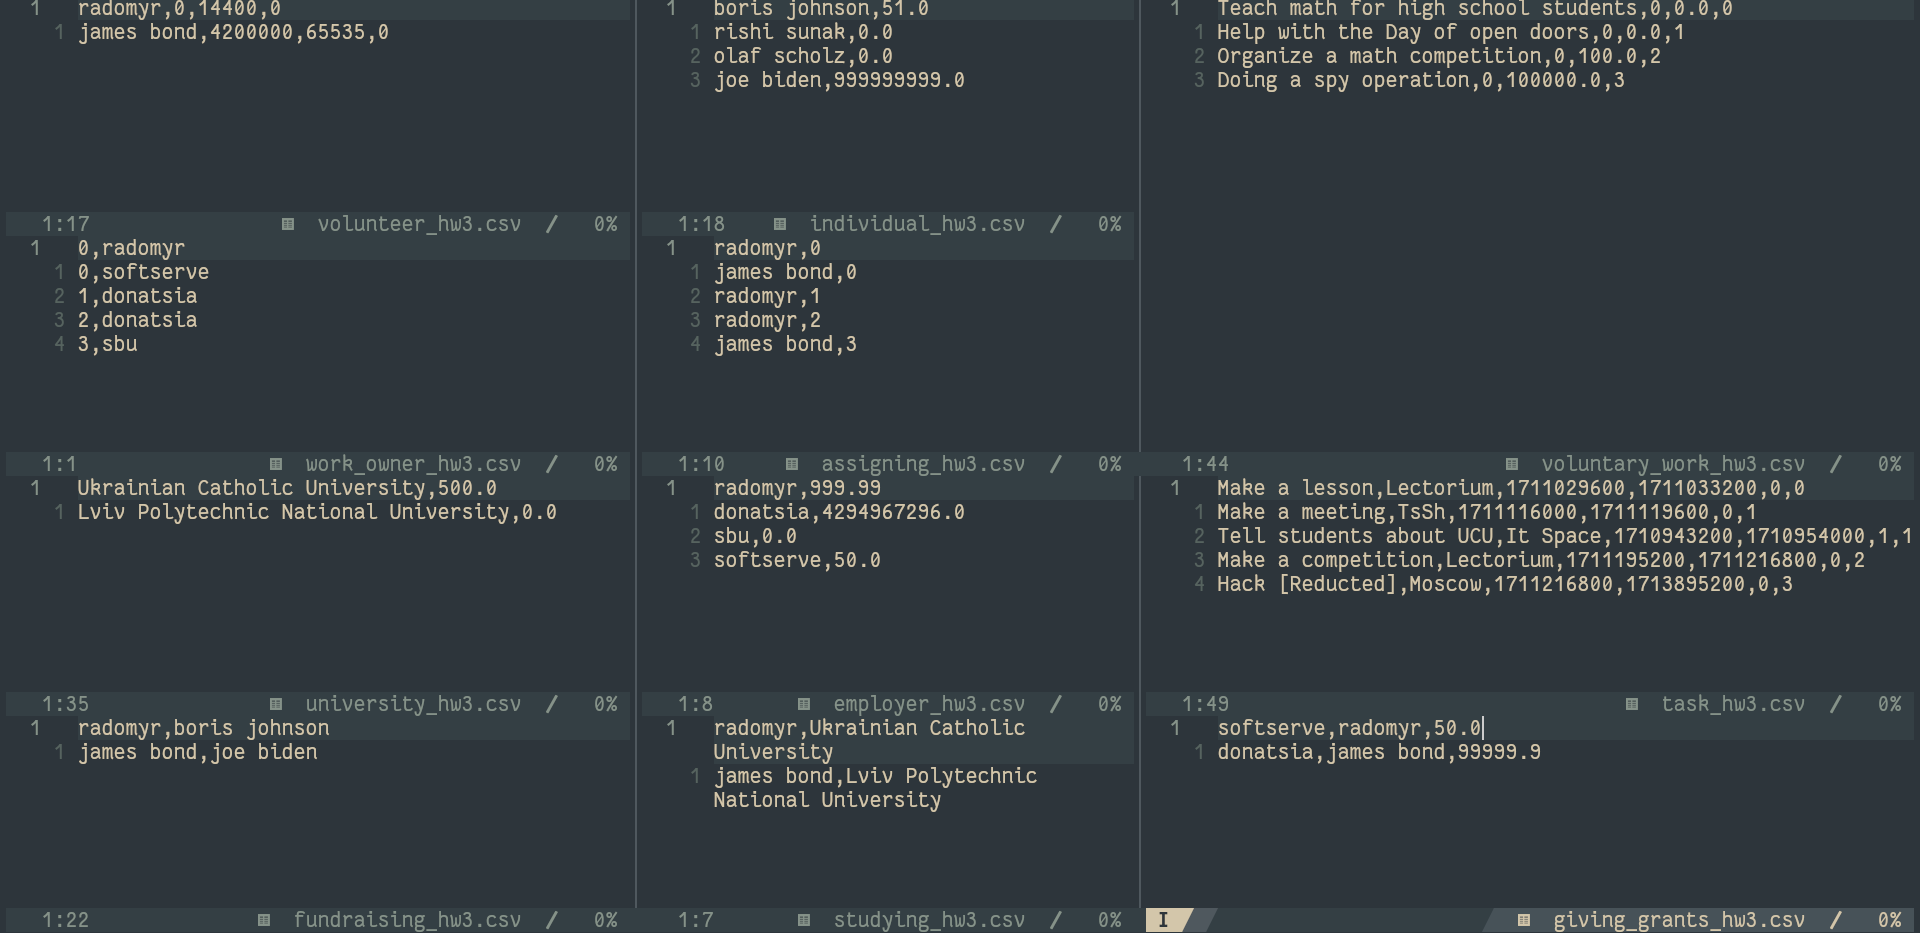 1 radomyr,0,14400,0
1 james bond,4200000,65535,0
1:17 volunteer_hw3.csv / 0%
1 boris johnson,51.0
1 rishi sunak,0.0
2 olaf scholz,0.0
3 joe biden,999999999.0
1:18 individual_hw3.csv / 0%
1 Teach math for high school students,0,0.0,0
1 Help with the Day of open doors,0,0.0,1
2 Organize a math competition,0,100.0,2
3 Doing a spy operation,0,100000.0,3
1:44 voluntary_work_hw3.csv / 0%
1 0,radomyr
1 0,softserve
2 1,donatsia
3 2,donatsia
4 3,sbu
1:1 work_owner_hw3.csv / 0%
1 radomyr,0
1 james bond,0
2 radomyr,1
3 radomyr,2
4 james bond,3
1:10 assigning_hw3.csv / 0%
1 Ukrainian Catholic University,500.0
1 Lviv Polytechnic National University,0.0
1:35 university_hw3.csv / 0%
1 radomyr,999.99
1 donatsia,4294967296.0
2 sbu,0.0
3 softserve,50.0
1:8 employer_hw3.csv / 0%
1 Make a lesson,Lectorium,1711029600,1711033200,0,0
1 Make a meeting,TsSh,1711116000,1711119600,0,1
2 Tell students about UCU,It Space,1710943200,1710954000,1,1
3 Make a competition,Lectorium,1711195200,1711216800,0,2
4 Hack [Reducted],Moscow,1711216800,1713895200,0,3
1:49 task_hw3.csv / 0%
1 radomyr,boris johnson
1 james bond,joe biden
1:22 fundraising_hw3.csv / 0%
1 radomyr,Ukrainian Catholic
University
1 james bond,Lviv Polytechnic
National University
1:7 studying_hw3.csv / 0%
1 softserve,radomyr,50.0
1 donatsia,james bond,99999.9
I giving_grants_hw3.csv / 0%